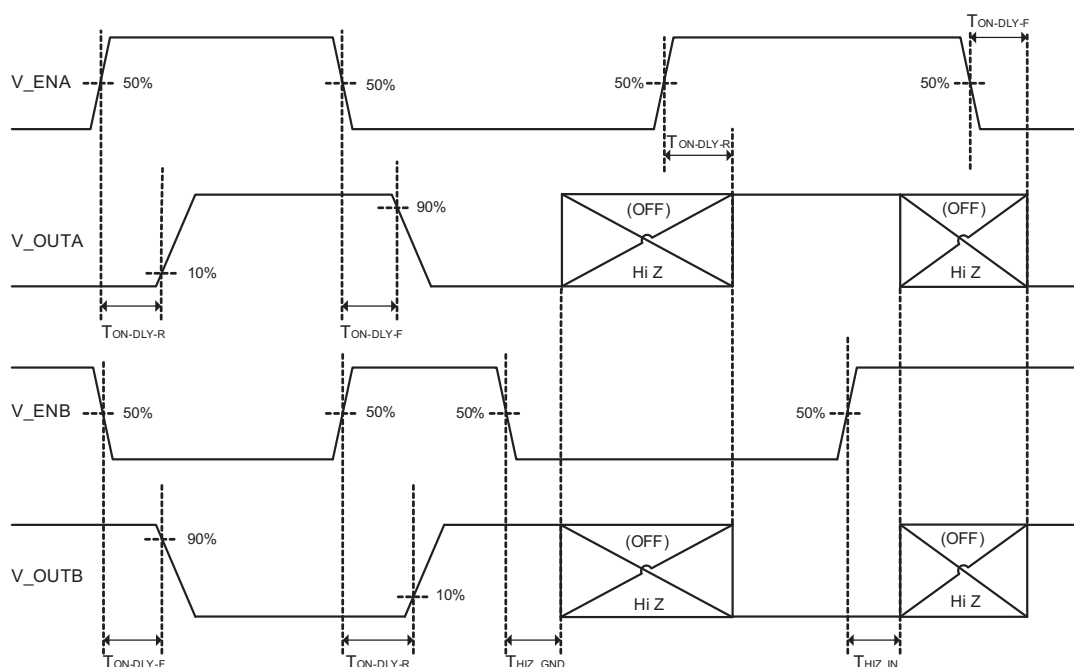 TON-DLY-F
V_ENA
50%
50%
50%
50%
TON-DLY-R
V_OUTA
90%
10%
(OFF)
Hi Z
(OFF)
Hi Z
TON-DLY-R
TON-DLY-F
V_ENB
50%
50%
50%
50%
V_OUTB
90%
10%
(OFF)
Hi Z
(OFF)
Hi Z
TON-DLY-F
TON-DLY-R
THIZ_GND
THIZ_IN